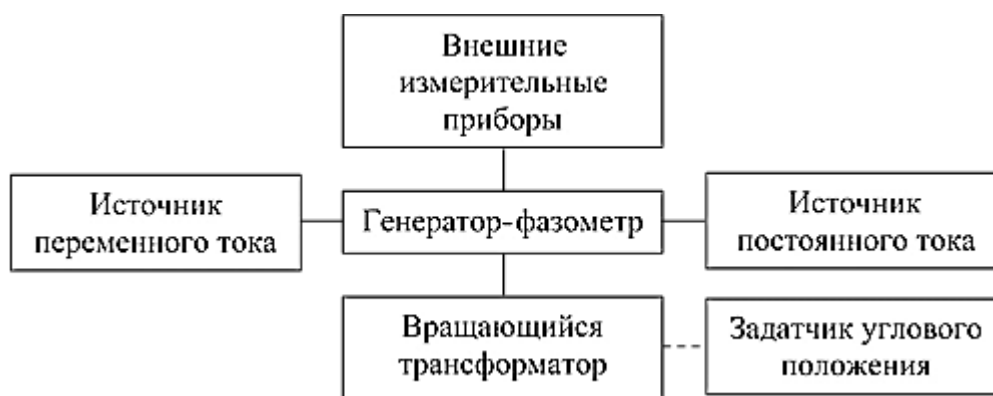 Внешние
измерительные
приборы
Источник
переменного тока
Генератор-фазометр
Источник
постоянного тока
Вращающийся
трансформатор
Задатчик углового
положения